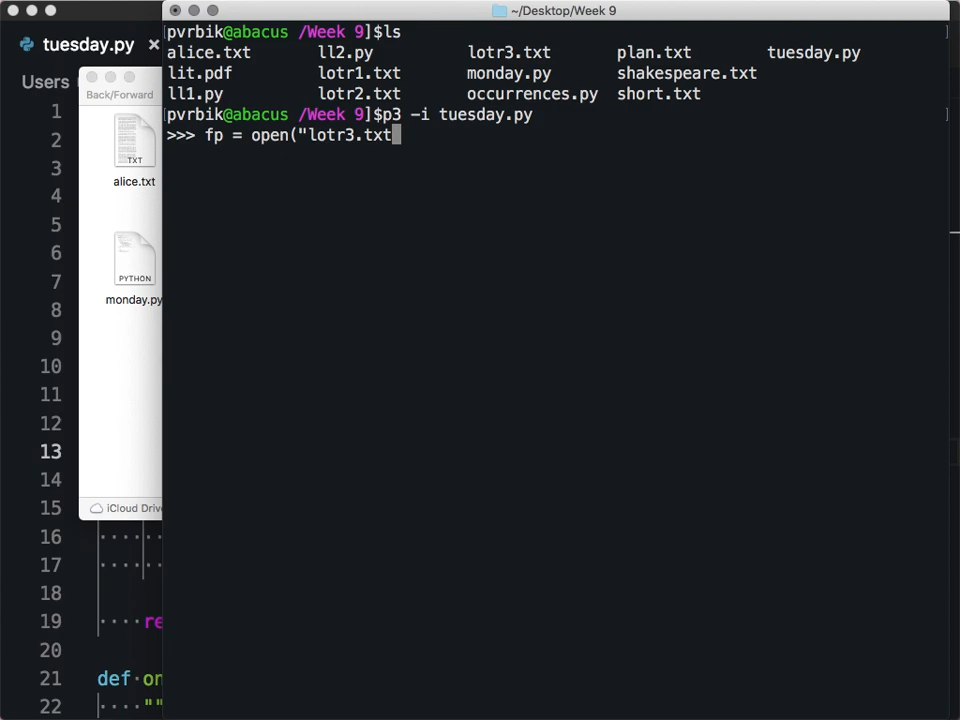 ~/Desktop/Week 9
[pvrbik@abacus /Week 9]$ls ]
alice.txt ll2.py lotr3.txt plan.txt tuesday.py
lit.pdf lotr1.txt monday.py shakespeare.txt
ll1.py lotr2.txt occurrences.py short.txt
[pvrbik@abacus /Week 9]$p3 -i tuesday.py ]
>>> fp = open("lotr3.txt
tuesday.py ×
Users
Back/Forward
TXT
alice.txt
PYTHON
monday.py
iCloud Drive
1
2
3
4
5
6
7
8
9
10
11
12
13
14
15
16 ······
17 ······
18
19 ····re
20
21 def·on
22 ····""